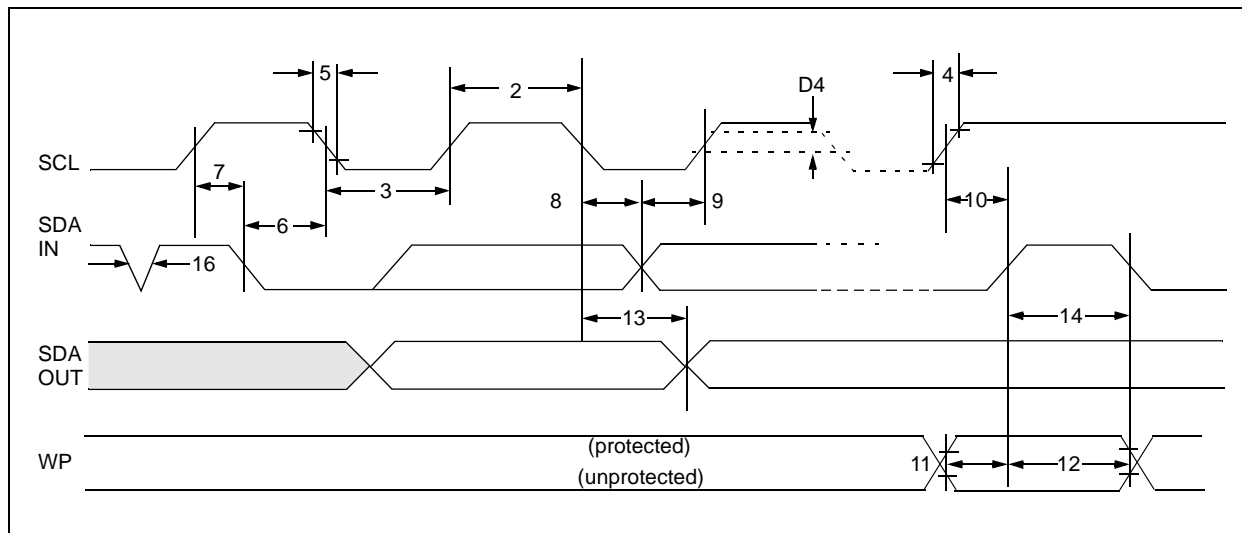 5
2
D4
4
SCL
7
3
8
9
10
6
SDA
IN
16
13
14
SDA
OUT
(protected)
WP
11
12
(unprotected)